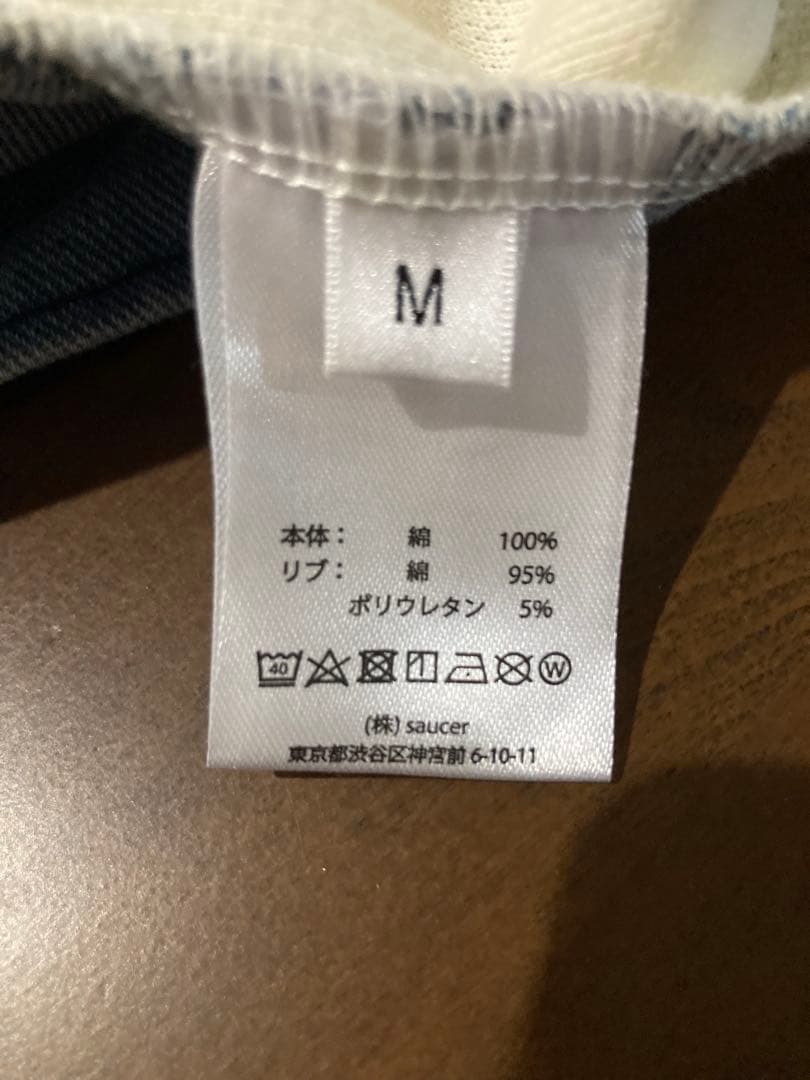 M
本体： 綿 100%
リブ： 綿 95%
ポリウレタン 5%
40 W
(株) saucer
東京都渋谷区神宮前 6-10-11